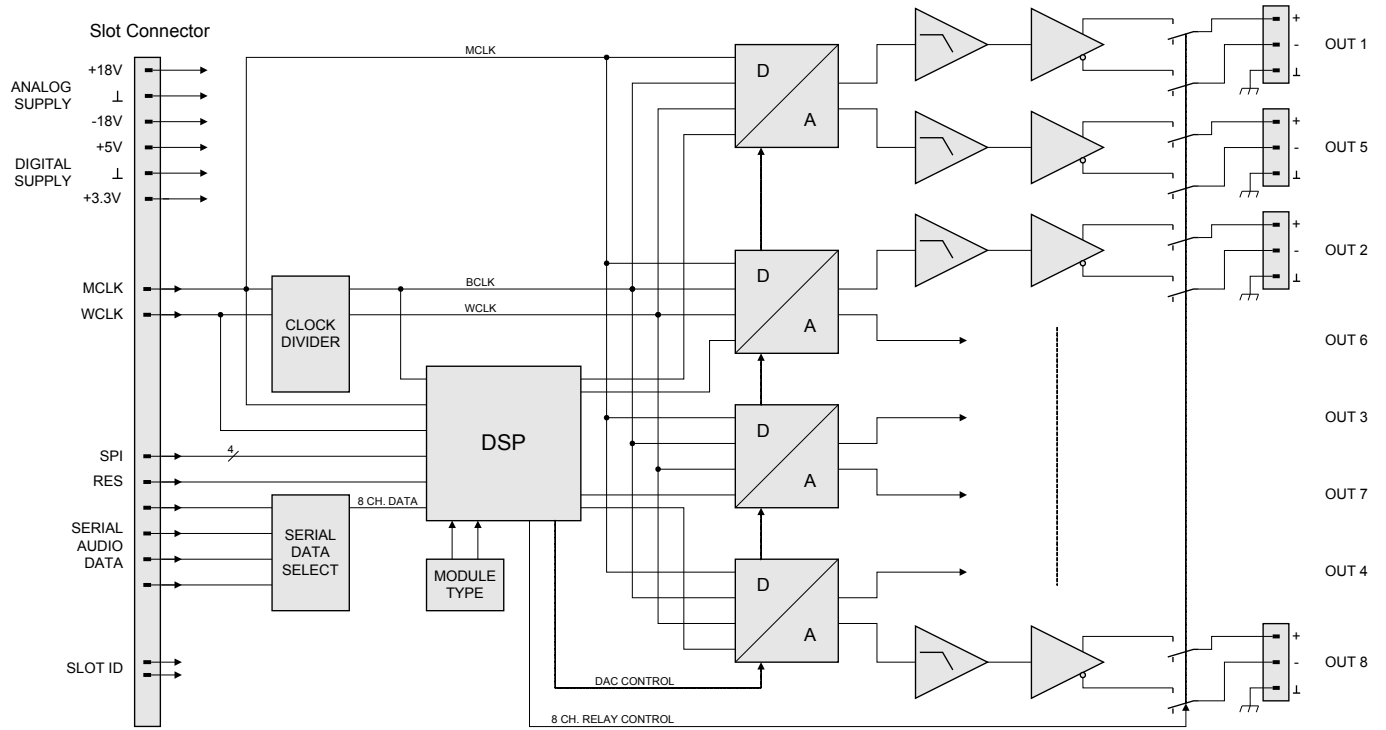 Slot Connector
ANALOG
SUPPLY
+18V
⊥
-18V
DIGITAL
SUPPLY
+5V
⊥
+3.3V
MCLK
WCLK
SPI
4
RES
SERIAL
AUDIO
DATA
SLOT ID
MCLK
CLOCK
DIVIDER
BCLK
WCLK
SERIAL
DATA
SELECT
8 CH. DATA
DSP
MODULE
TYPE
DAC CONTROL
8 CH. RELAY CONTROL
D
A
D
A
D
A
D
A
+
-
⊥
OUT 1
+
-
⊥
OUT 5
+
-
⊥
OUT 2
OUT 6
OUT 3
OUT 7
OUT 4
+
-
⊥
OUT 8